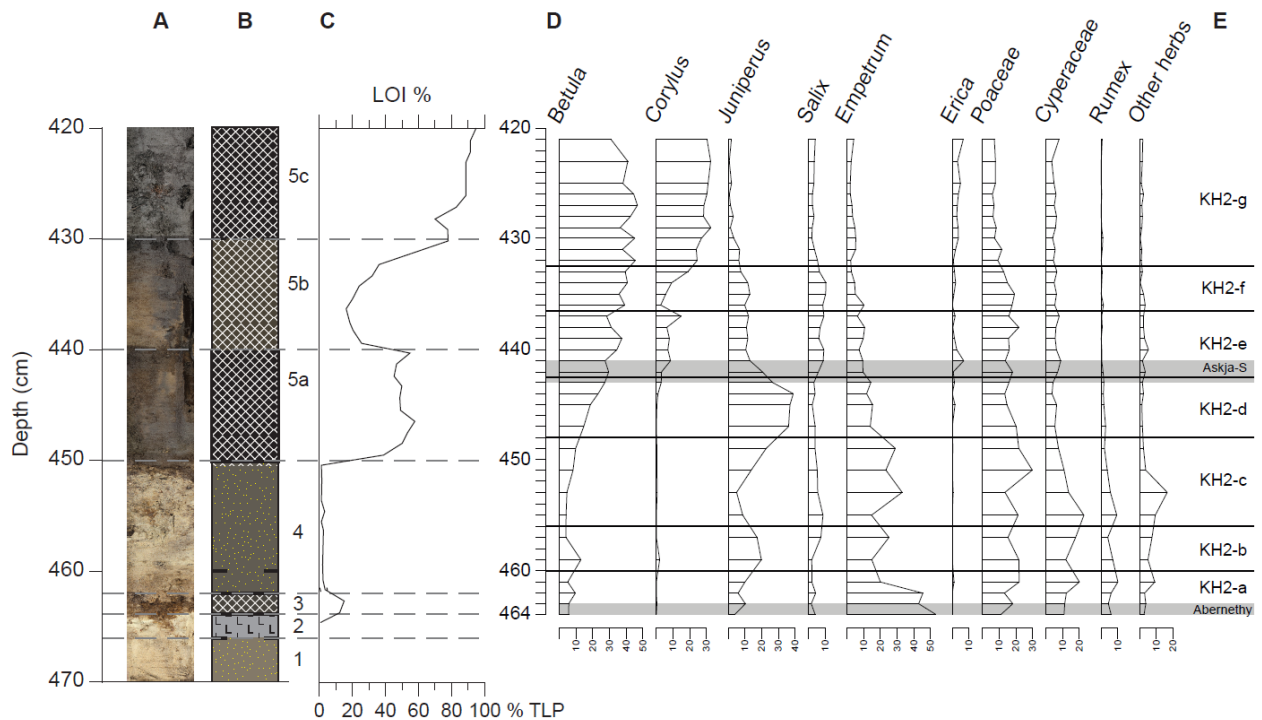 A B C D E
LOI %
Betula
Corylus
Juniperus
Salix
Empetrum
Erica
Poaceae
Cyperaceae
Rumex
Other herbs
Depth (cm)
420
430
440
450
460
470
5c
5b
5a
4
3
2
1
L L L
L L
0 20 40 60 80 100 % TLP
420
430
440
450
460
464
KH2-g
KH2-f
KH2-e
Askja-S
KH2-d
KH2-c
KH2-b
KH2-a
Abernethy
10 20 30 40 50
10 20 30
10 20 30 40
10
10 20 30 40 50
10
10 20 30
10 20
10
10 20